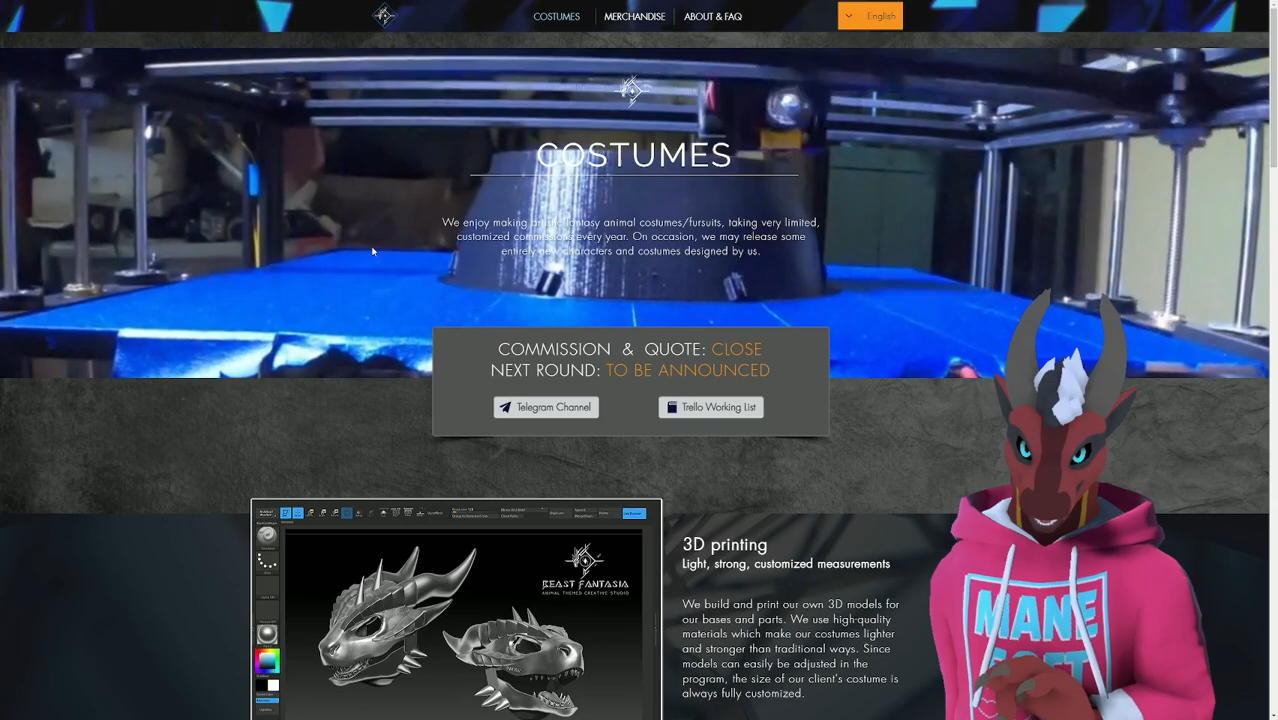 COSTUMES
MERCHANDISE
ABOUT & FAQ
English
COSTUMES
We enjoy making artistic fantasy animal costumes/fursuits, taking very limited,
customized commissions every year. On occasion, we may release some
entirely new characters and costumes designed by us.
COMMISSION & QUOTE: CLOSE
NEXT ROUND: TO BE ANNOUNCED
Telegram Channel
Trello Working List
BEAST FANTASIA
ANIMAL THEMED CREATIVE STUDIO
3D printing
Light, strong, customized measurements
We build and print our own 3D models for
our bases and parts. We use high-quality
materials which make our costumes lighter
and stronger than traditional ways. Since
models can easily be adjusted in the
program, the size of our client's costume is
always fully customized.
MANE